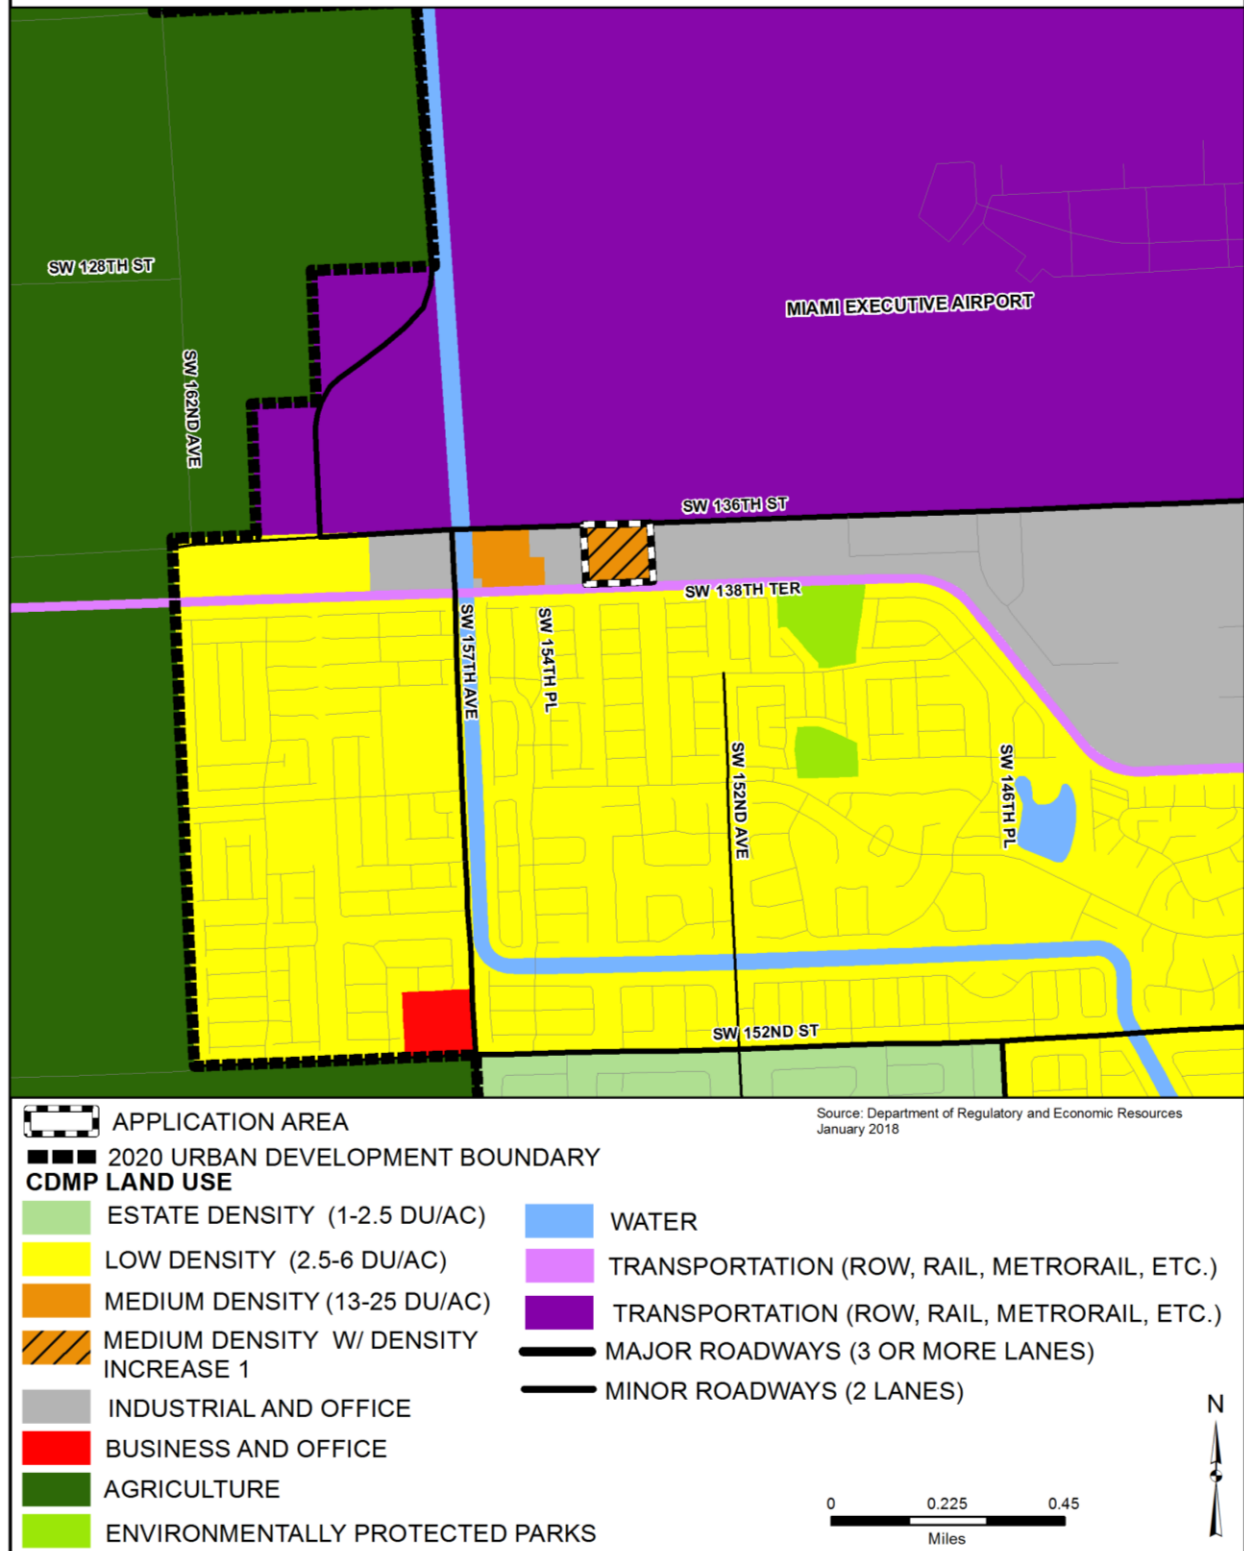 SW 128TH ST
MIAMI EXECUTIVE AIRPORT
SW 162ND AVE
SW 136TH ST
SW 138TH TER
SW 157TH AVE
SW 154TH PL
SW 152ND AVE
SW 146TH PL
SW 152ND ST
APPLICATION AREA
2020 URBAN DEVELOPMENT BOUNDARY
CDMP LAND USE
ESTATE DENSITY (1-2.5 DU/AC)
LOW DENSITY (2.5-6 DU/AC)
MEDIUM DENSITY (13-25 DU/AC)
MEDIUM DENSITY W/ DENSITY
INCREASE 1
INDUSTRIAL AND OFFICE
BUSINESS AND OFFICE
AGRICULTURE
ENVIRONMENTALLY PROTECTED PARKS
Source: Department of Regulatory and Economic Resources
January 2018
WATER
TRANSPORTATION (ROW, RAIL, METRORAIL, ETC.)
TRANSPORTATION (ROW, RAIL, METRORAIL, ETC.)
MAJOR ROADWAYS (3 OR MORE LANES)
MINOR ROADWAYS (2 LANES)
N
0 0.225 0.45
Miles